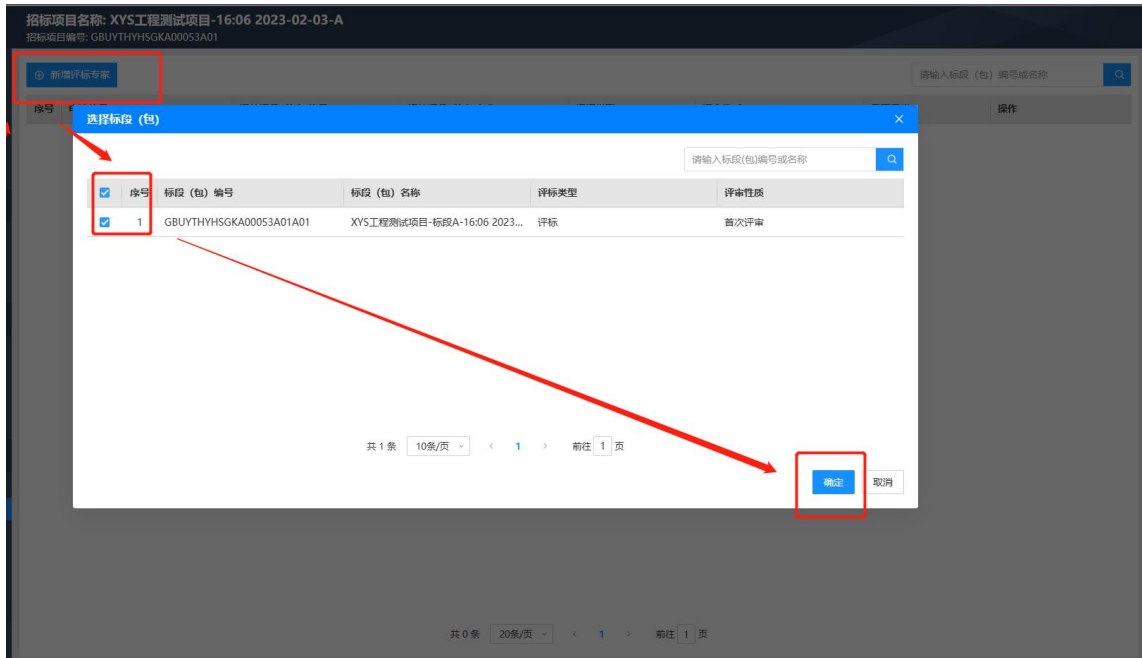 招标项目名称: XYS工程测试项目-16:06 2023-02-03-A
招标项目编号: GBUYTHYHSGKA00053A01
新增评标专家
请输入标段（包）编号或名称
序号 操作
选择标段（包）
请输入标段(包)编号或名称
序号 标段（包）编号 标段（包）名称 评标类型 评审性质
1 GBUYTHYHSGKA00053A01A01 XYS工程测试项目-标段A-16:06 2023... 评标 首次评审
共 1 条 10条/页 1 前往 1 页
确定 取消
共 0 条 20条/页 1 前往 1 页